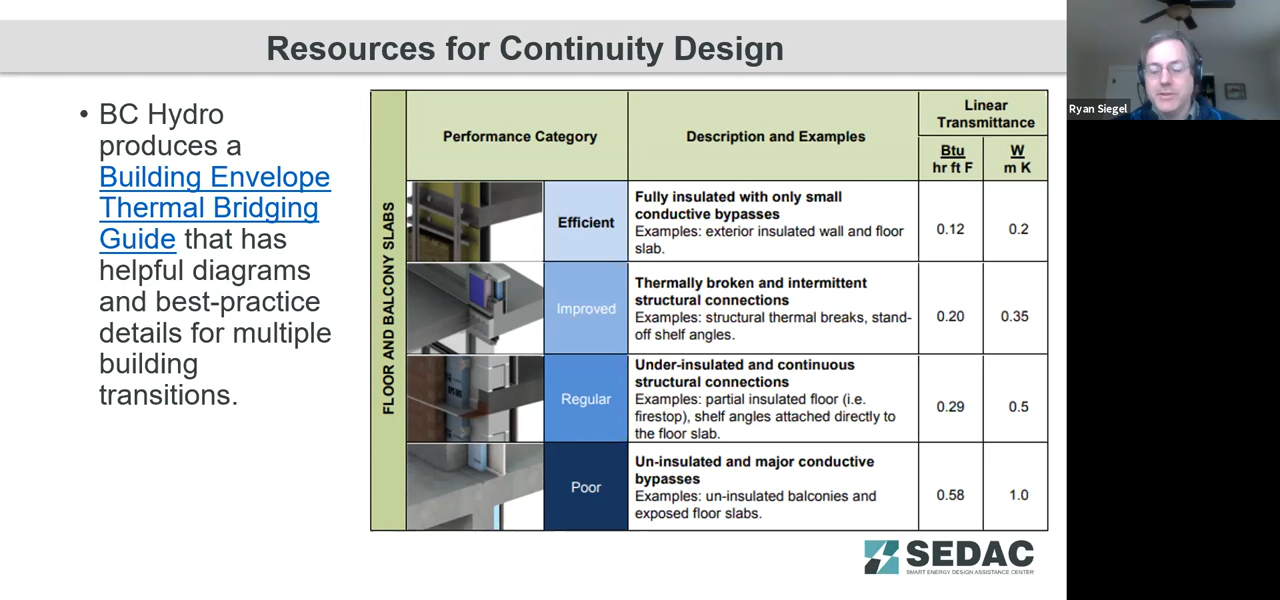 Resources for Continuity Design
Ryan Siegel
• BC Hydro
produces a
Building Envelope
Thermal Bridging
Guide that has
helpful diagrams
and best-practice
details for multiple
building
transitions.
FLOOR AND BALCONY SLABS
Performance Category
Description and Examples
Linear
Transmittance
Btu
hr ft F
W
m K
Efficient
Fully insulated with only small
conductive bypasses
Examples: exterior insulated wall and floor
slab.
0.12
0.2
Improved
Thermally broken and intermittent
structural connections
Examples: structural thermal breaks, stand-
off shelf angles.
0.20
0.35
Regular
Under-insulated and continuous
structural connections
Examples: partial insulated floor (i.e.
firestop), shelf angles attached directly to
the floor slab.
0.29
0.5
Poor
Un-insulated and major conductive
bypasses
Examples: un-insulated balconies and
exposed floor slabs.
0.58
1.0
SEDAC
SMART ENERGY DESIGN ASSISTANCE CENTER